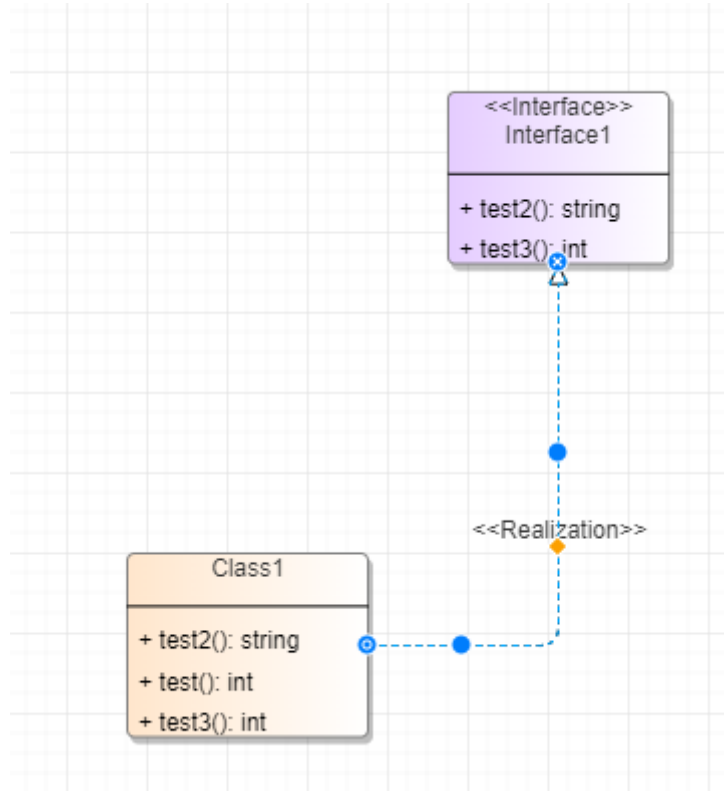 <<Interface>>
Interface1
+ test2(): string
+ test3(): int
<<Realization>>
Class1
+ test2(): string
+ test(): int
+ test3(): int